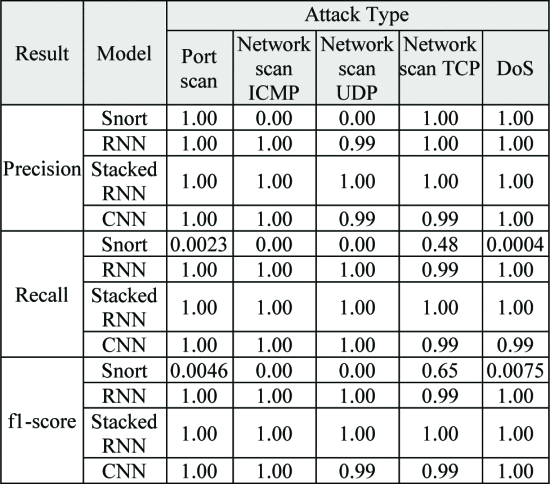 Result Model Attack Type
Port scan Network scan ICMP Network scan UDP Network scan TCP DoS
Precision
Snort 1.00 0.00 0.00 1.00 1.00
RNN 1.00 1.00 0.99 1.00 1.00
Stacked RNN 1.00 1.00 1.00 1.00 1.00
CNN 1.00 1.00 0.99 0.99 1.00
Recall
Snort 0.0023 0.00 0.00 0.48 0.0004
RNN 1.00 1.00 1.00 0.99 1.00
Stacked RNN 1.00 1.00 1.00 1.00 1.00
CNN 1.00 1.00 1.00 0.99 0.99
f1-score
Snort 0.0046 0.00 0.00 0.65 0.0075
RNN 1.00 1.00 1.00 0.99 1.00
Stacked RNN 1.00 1.00 1.00 1.00 1.00
CNN 1.00 1.00 0.99 0.99 1.00